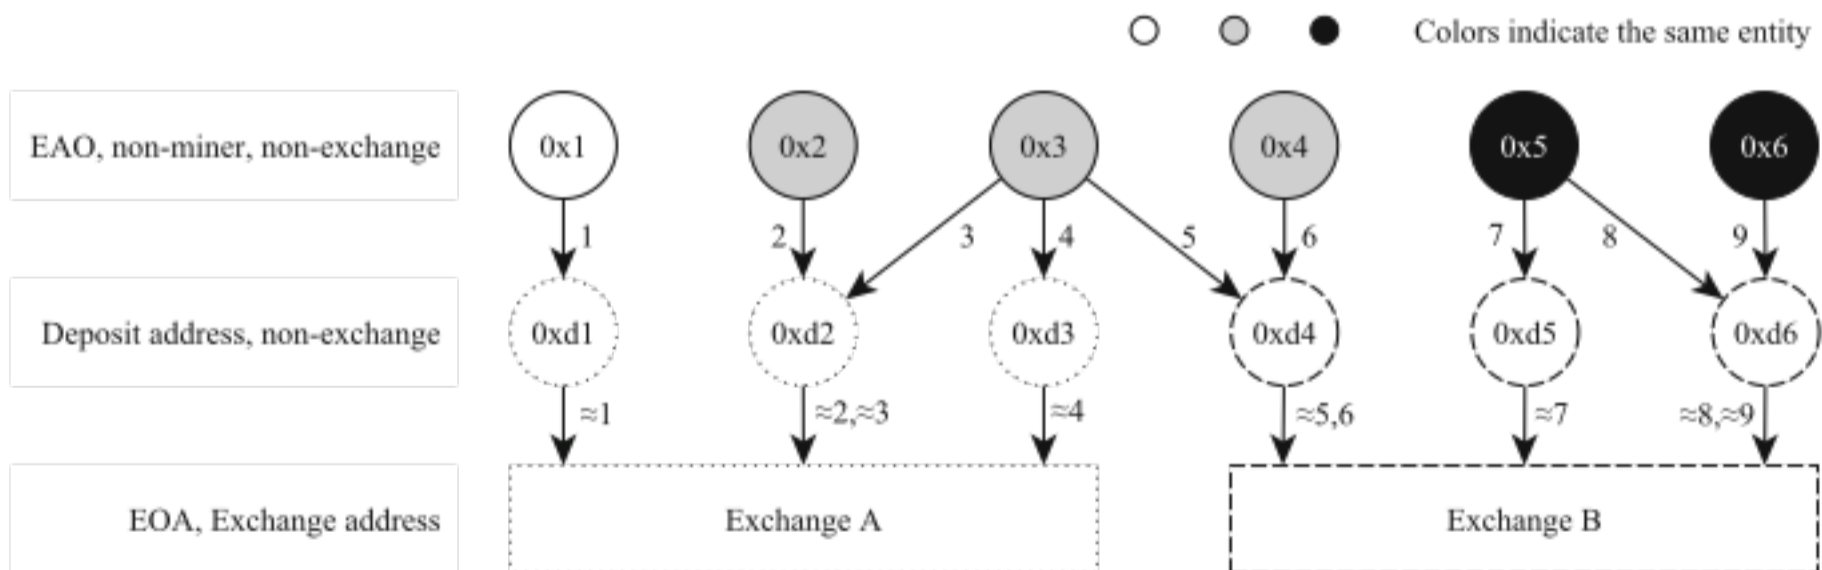 Colors indicate the same entity
EAO, non-miner, non-exchange
0x1 0x2 0x3 0x4 0x5 0x6
1 2 3 4 5 6 7 8 9
Deposit address, non-exchange
0xd1 0xd2 0xd3 0xd4 0xd5 0xd6
≈1 ≈2,≈3 ≈4 ≈5,6 ≈7 ≈8,≈9
EOA, Exchange address
Exchange A Exchange B